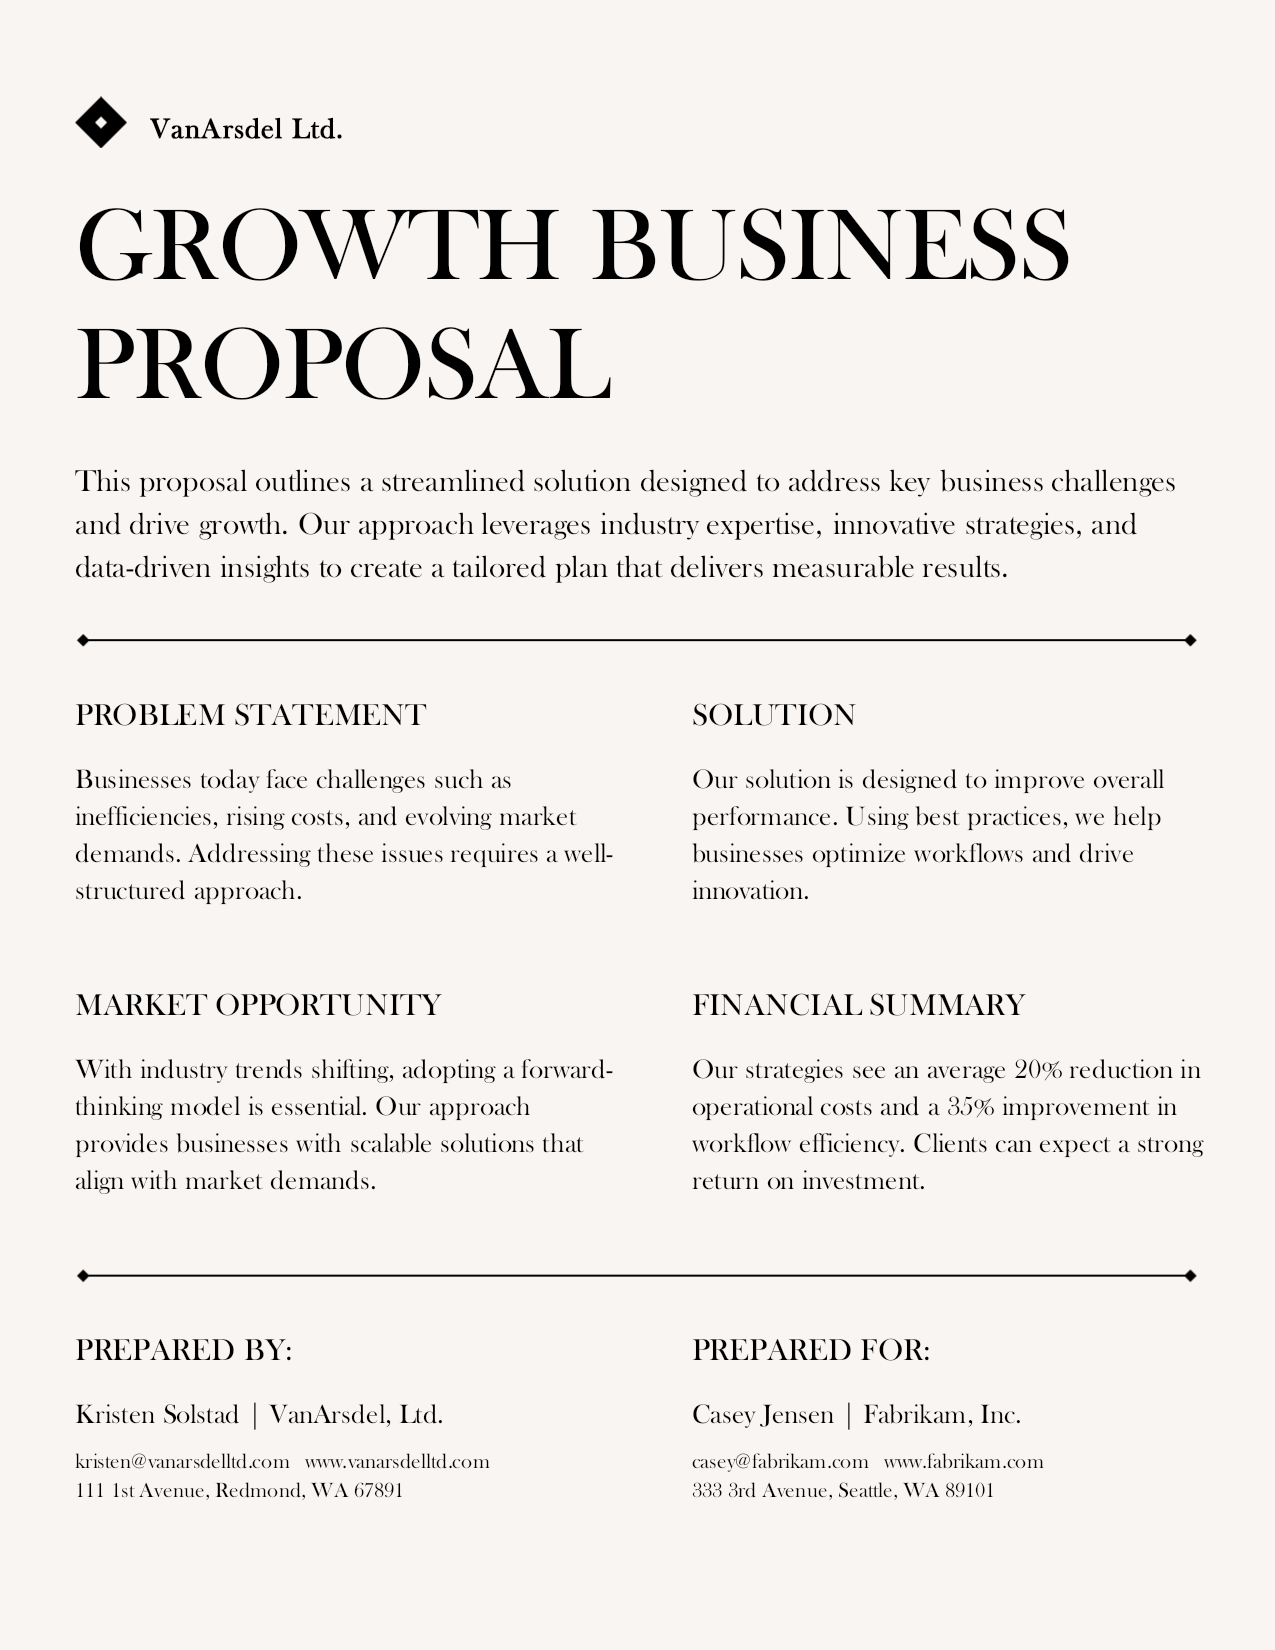 VanArsdel Ltd.
GROWTH BUSINESS
PROPOSAL
This proposal outlines a streamlined solution designed to address key business challenges
and drive growth. Our approach leverages industry expertise, innovative strategies, and
data-driven insights to create a tailored plan that delivers measurable results.
PROBLEM STATEMENT
Businesses today face challenges such as
inefficiencies, rising costs, and evolving market
demands. Addressing these issues requires a well-
structured approach.
SOLUTION
Our solution is designed to improve overall
performance. Using best practices, we help
businesses optimize workflows and drive
innovation.
MARKET OPPORTUNITY
With industry trends shifting, adopting a forward-
thinking model is essential. Our approach
provides businesses with scalable solutions that
align with market demands.
FINANCIAL SUMMARY
Our strategies see an average 20% reduction in
operational costs and a 35% improvement in
workflow efficiency. Clients can expect a strong
return on investment.
PREPARED BY:
Kristen Solstad | VanArsdel, Ltd.
kristen@vanarsdelltd.com www.vanarsdelltd.com
111 1st Avenue, Redmond, WA 67891
PREPARED FOR:
Casey Jensen | Fabrikam, Inc.
casey@fabrikam.com www.fabrikam.com
333 3rd Avenue, Seattle, WA 89101